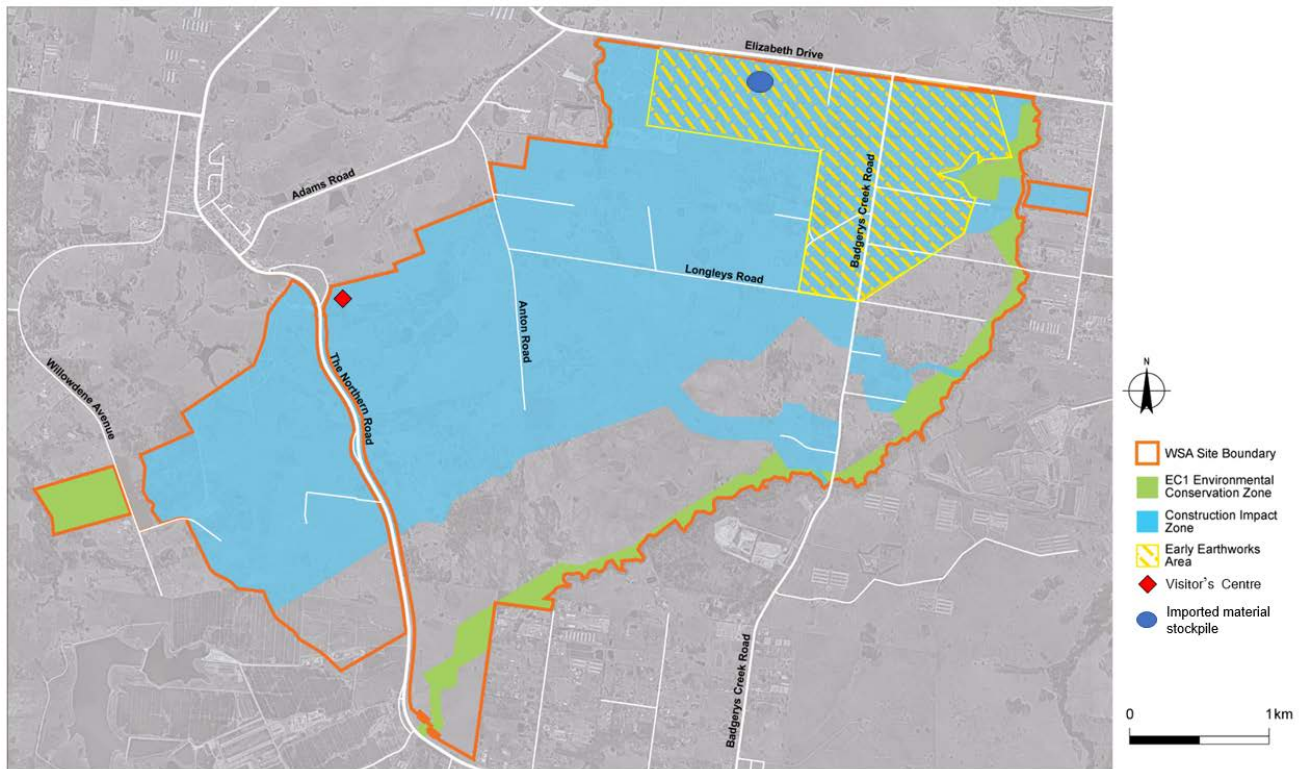 Elizabeth Drive
Adams Road
Badgerys Creek Road
Longleys Road
Anton Road
The Northern Road
Willowdene Avenue
Badgerys Creek Road
N
WSA Site Boundary
EC1 Environmental
Conservation Zone
Construction Impact
Zone
Early Earthworks
Area
Visitor's Centre
Imported material
stockpile
0 1km